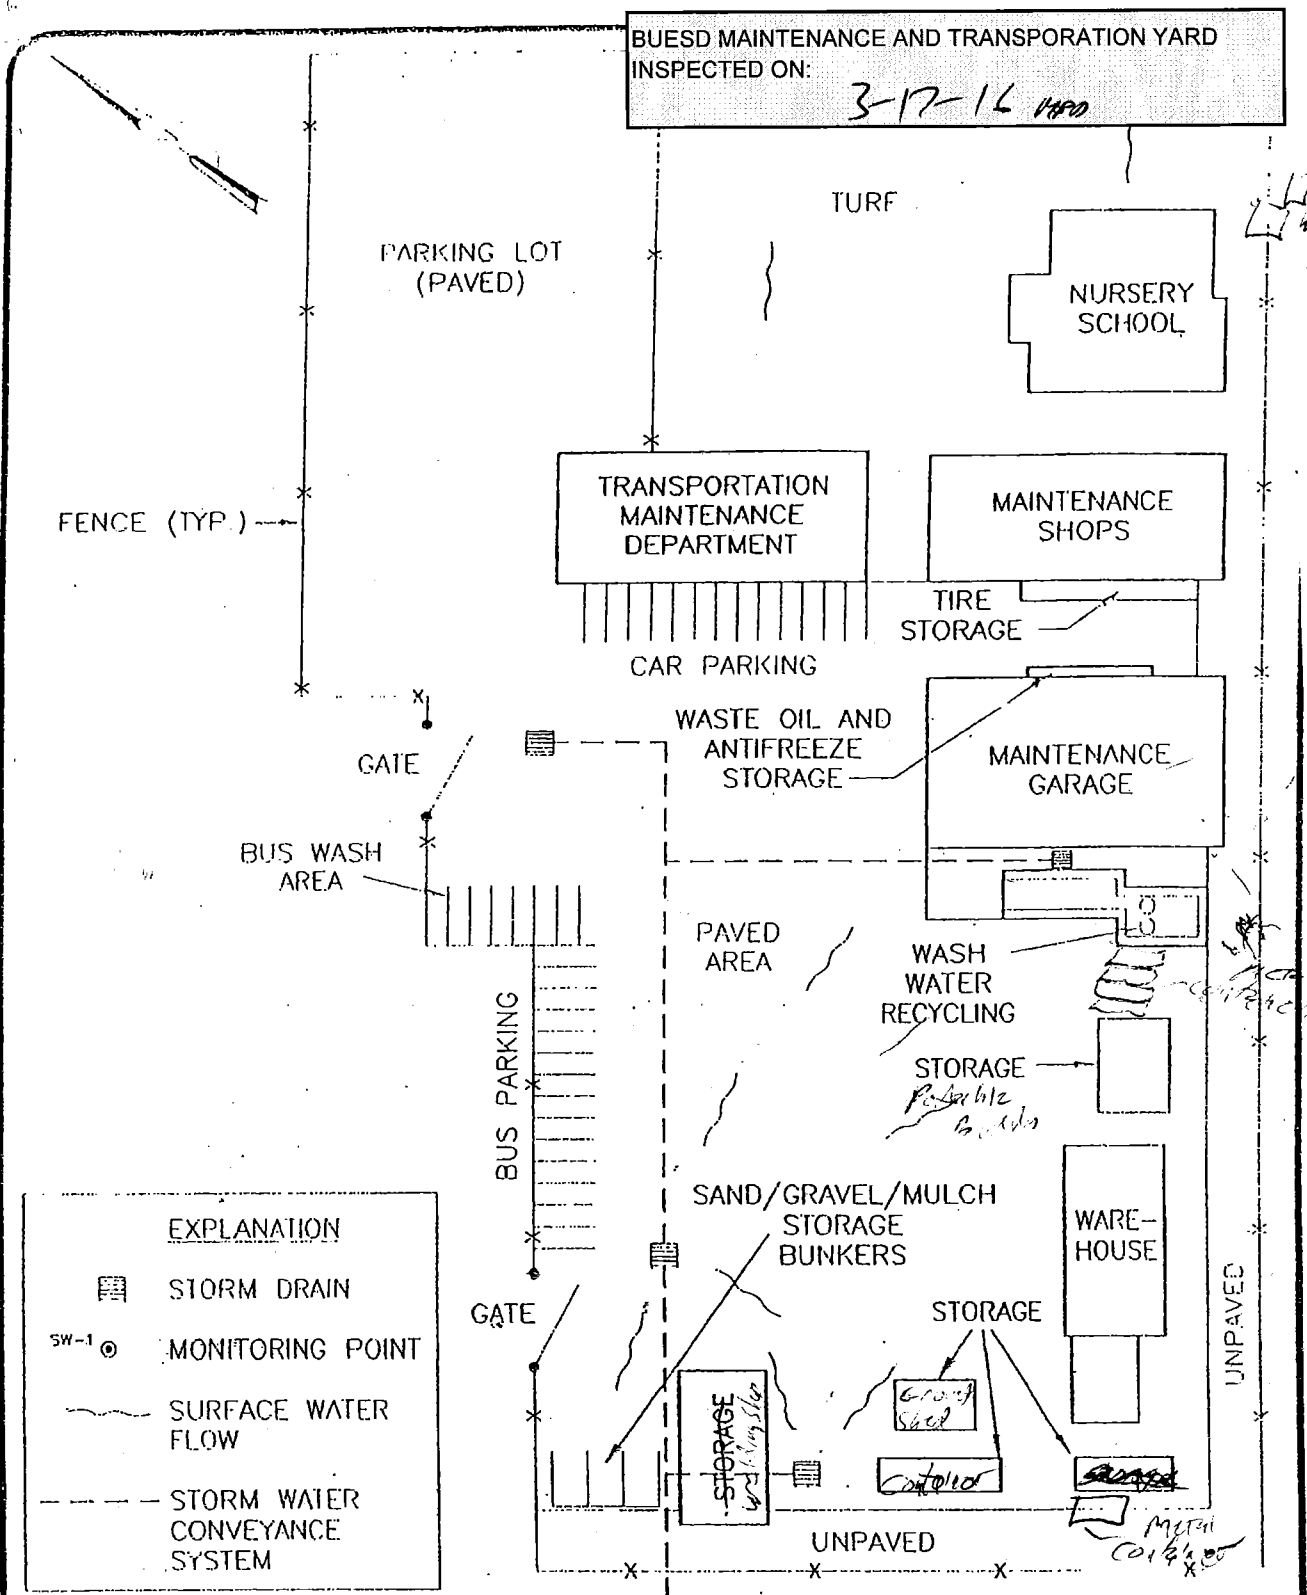 BUESD MAINTENANCE AND TRANSPORATION YARD
INSPECTED ON:
3-17-16
TURF
PARKING LOT
(PAVED)
NURSERY
SCHOOL
FENCE (TYP.)
TRANSPORTATION
MAINTENANCE
DEPARTMENT
MAINTENANCE
SHOPS
TIRE
STORAGE
CAR PARKING
WASTE OIL AND
ANTIFREEZE
STORAGE
MAINTENANCE
GARAGE
GATE
BUS WASH
AREA
PAVED
AREA
WASH
WATER
RECYCLING
BUS PARKING
STORAGE
SAND/GRAVEL/MULCH
STORAGE
BUNKERS
WARE-
HOUSE
UNPAVED
GATE
STORAGE
STORAGE
Shed
Container
UNPAVED
Metal
Container
EXPLANATION
STORM DRAIN
SW-1
MONITORING POINT
SURFACE WATER
FLOW
STORM WATER
CONVEYANCE
SYSTEM